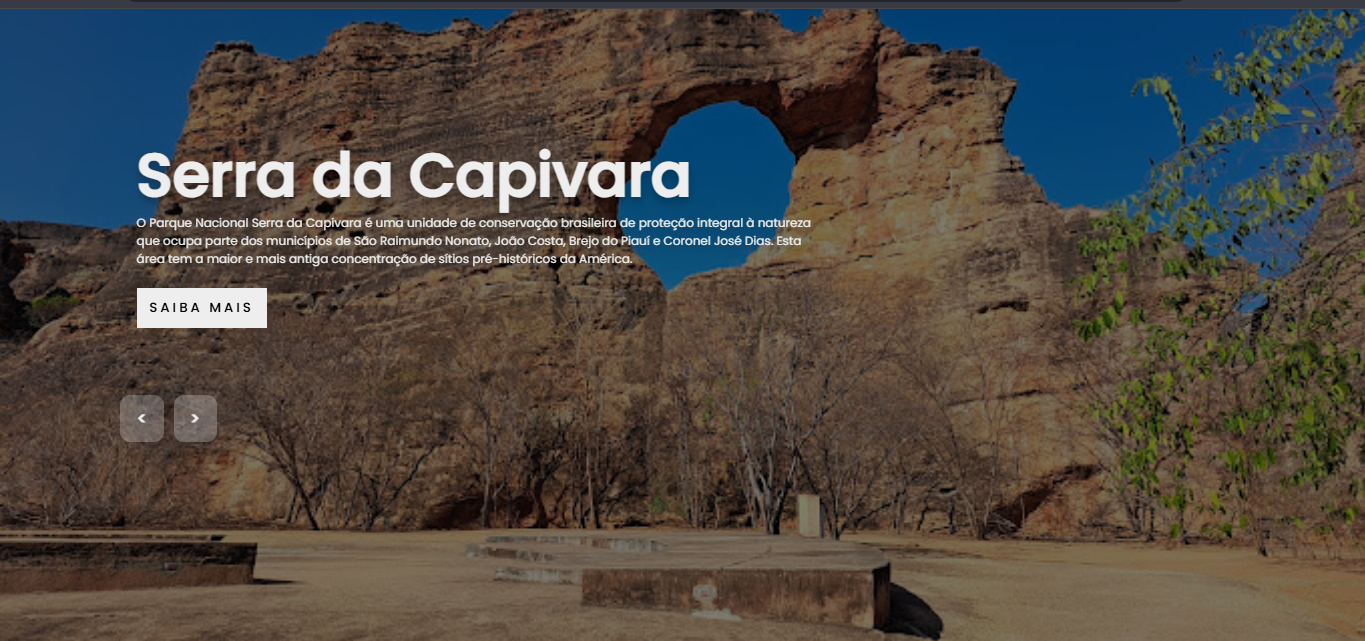 Serra da Capivara
O Parque Nacional Serra da Capivara é uma unidade de conservação brasileira de proteção integral à natureza
que ocupa parte dos municípios de São Raimundo Nonato, João Costa, Brejo do Piauí e Coronel José Dias. Esta
área tem a maior e mais antiga concentração de sítios pré-históricos da América.
SAIBA MAIS
< >